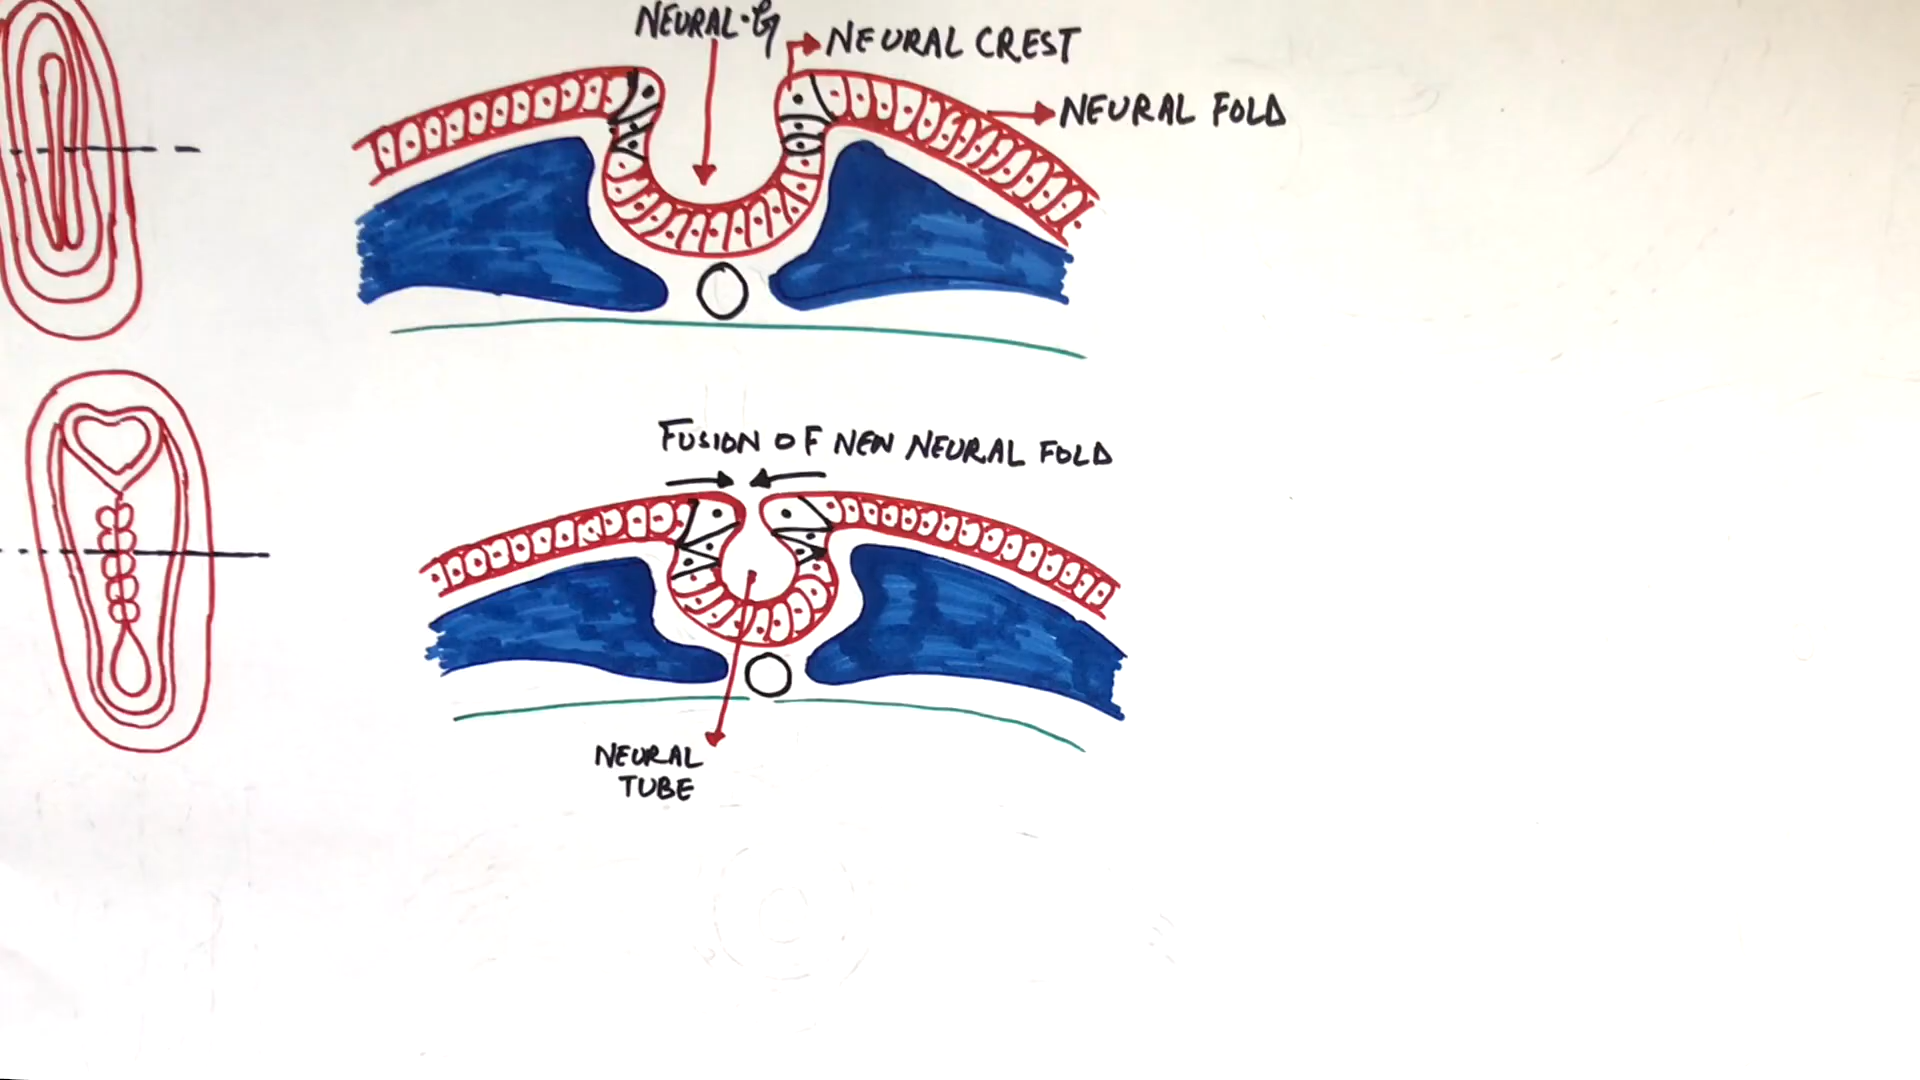 NEURAL·G
NEURAL CREST
NEURAL FOLD
FUSION OF NEW NEURAL FOLD
NEURAL
TUBE